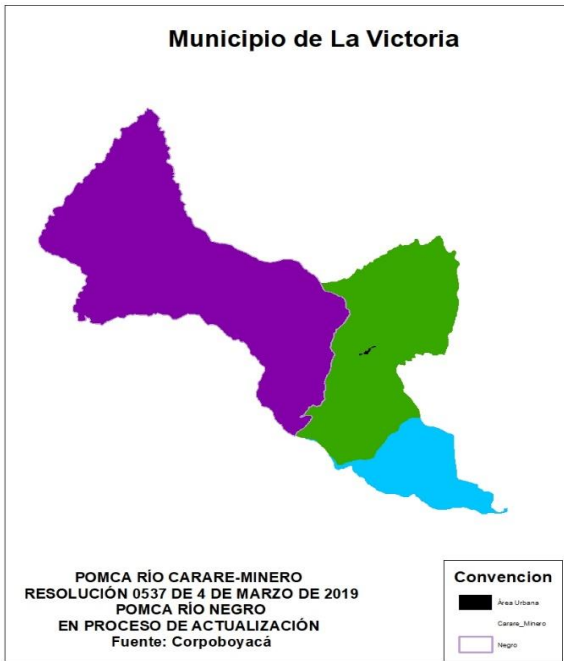 Municipio de La Victoria
POMCA RÍO CARARE-MINERO
RESOLUCIÓN 0537 DE 4 DE MARZO DE 2019
POMCA RÍO NEGRO
EN PROCESO DE ACTUALIZACIÓN
Fuente: Corpoboyacá
Convencion
Área Urbana
Carare_Minero
Negro